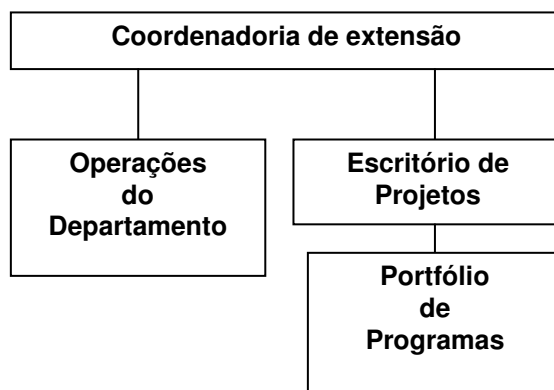 Coordenadoria de extensão
Operações
do
Departamento
Escritório de
Projetos
Portfólio
de
Programas